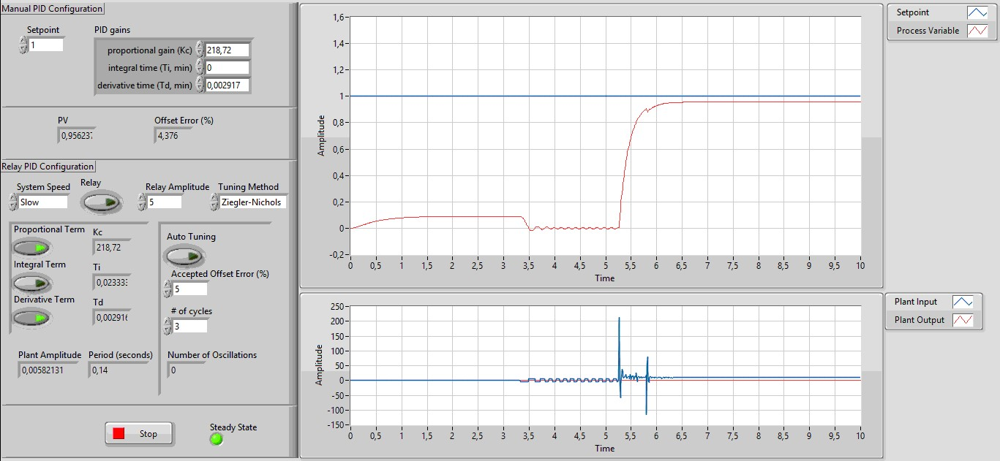 Manual PID Configuration
Setpoint
1
PID gains
proportional gain (Kc) 218,72
integral time (Ti, min) 0
derivative time (Td, min) 0,002917
PV
0,956237
Offset Error (%)
4,376
Relay PID Configuration
System Speed
Slow
Relay
Relay Amplitude
5
Tuning Method
Ziegler-Nichols
Proportional Term
Kc
218,72
Integral Term
Ti
0,023333
Derivative Term
Td
0,002916
Plant Amplitude
0,00582131
Period (seconds)
0,14
Auto Tuning
Accepted Offset Error (%)
5
# of cycles
3
Number of Oscillations
0
Stop
Steady State
Amplitude
1,6
1,4
1,2
1
0,8
0,6
0,4
0,2
0
-0,2
0 0,5 1 1,5 2 2,5 3 3,5 4 4,5 5 5,5 6 6,5 7 7,5 8 8,5 9 9,5 10
Time
Setpoint
Process Variable
Amplitude
250
200
150
100
50
0
-50
-100
-150
0 0,5 1 1,5 2 2,5 3 3,5 4 4,5 5 5,5 6 6,5 7 7,5 8 8,5 9 9,5 10
Time
Plant Input
Plant Output